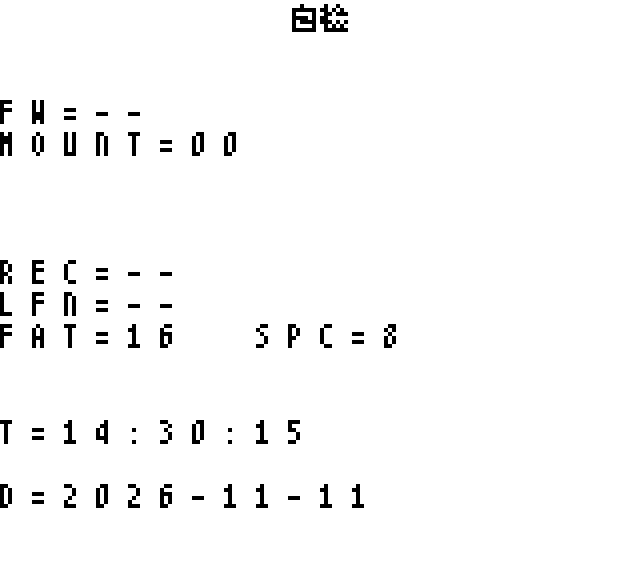 自检
FW=--
MOUNT=00
REC=--
LFN=--
FAT=16 SPC=8
T=14:30:15
D=2026-11-11